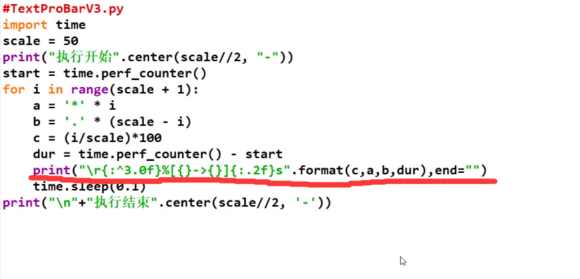 #TextProBarV3.py
import time
scale = 50
print("执行开始".center(scale//2, "-"))
start = time.perf_counter()
for i in range(scale + 1):
    a = '*' * i
    b = '.' * (scale - i)
    c = (i/scale)*100
    dur = time.perf_counter() - start
    print("\r{:^3.0f}%[{}->{}]{:.2f}s".format(c,a,b,dur),end="")
    time.sleep(0.1)
print("\n"+"执行结束".center(scale//2, '-'))